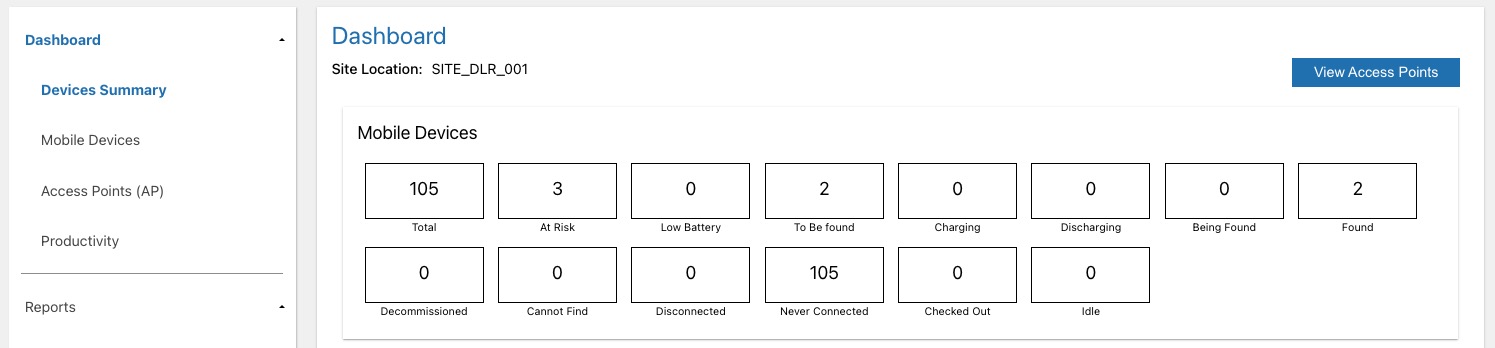 Dashboard
Devices Summary
Mobile Devices
Access Points (AP)
Productivity
Reports
Dashboard
Site Location: SITE_DLR_001
View Access Points
Mobile Devices
105 3 0 2 0 0 0 2
Total At Risk Low Battery To Be found Charging Discharging Being Found Found
0 0 0 105 0 0
Decommissioned Cannot Find Disconnected Never Connected Checked Out Idle